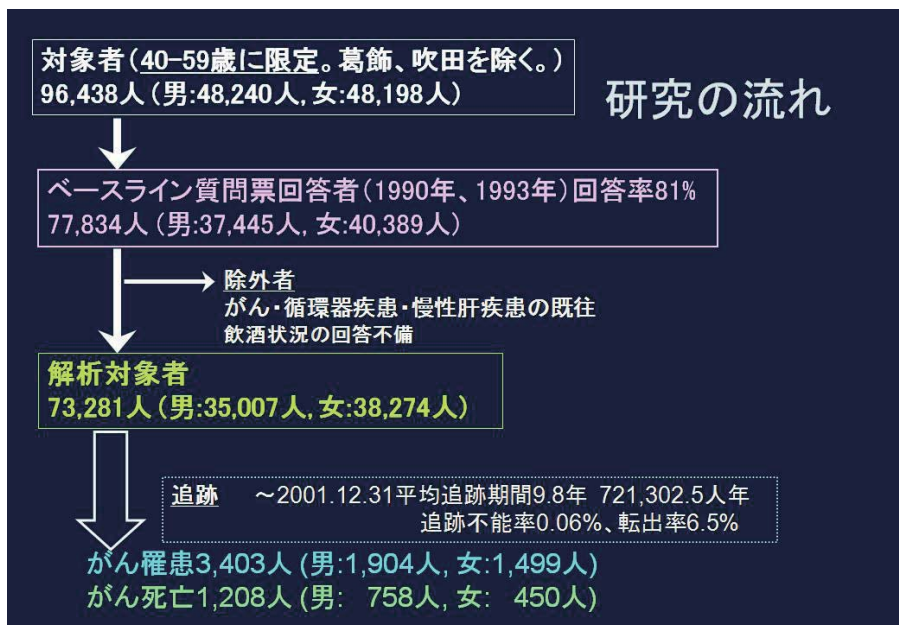 対象者（40-59歳に限定。葛飾、吹田を除く。）
96,438人（男:48,240人, 女:48,198人）
研究の流れ
ベースライン質問票回答者（1990年、1993年）回答率81%
77,834人（男:37,445人, 女:40,389人）
除外者
がん・循環器疾患・慢性肝疾患の既往
飲酒状況の回答不備
解析対象者
73,281人（男:35,007人, 女:38,274人）
追跡　～2001.12.31平均追跡期間9.8年 721,302.5人年
追跡不能率0.06%、転出率6.5%
がん罹患3,403人 (男:1,904人, 女:1,499人)
がん死亡1,208人 (男: 758人, 女: 450人)